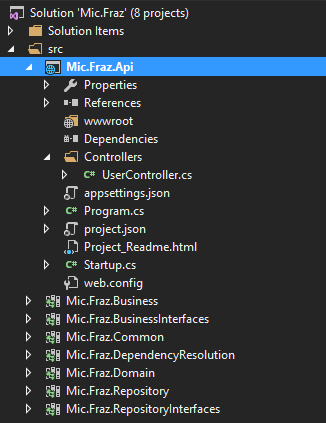 Solution 'Mic.Fraz' (8 projects)
Solution Items
src
Mic.Fraz.Api
Properties
References
wwwroot
Dependencies
Controllers
C# UserController.cs
appsettings.json
C# Program.cs
project.json
Project_Readme.html
C# Startup.cs
web.config
Mic.Fraz.Business
Mic.Fraz.BusinessInterfaces
Mic.Fraz.Common
Mic.Fraz.DependencyResolution
Mic.Fraz.Domain
Mic.Fraz.Repository
Mic.Fraz.RepositoryInterfaces